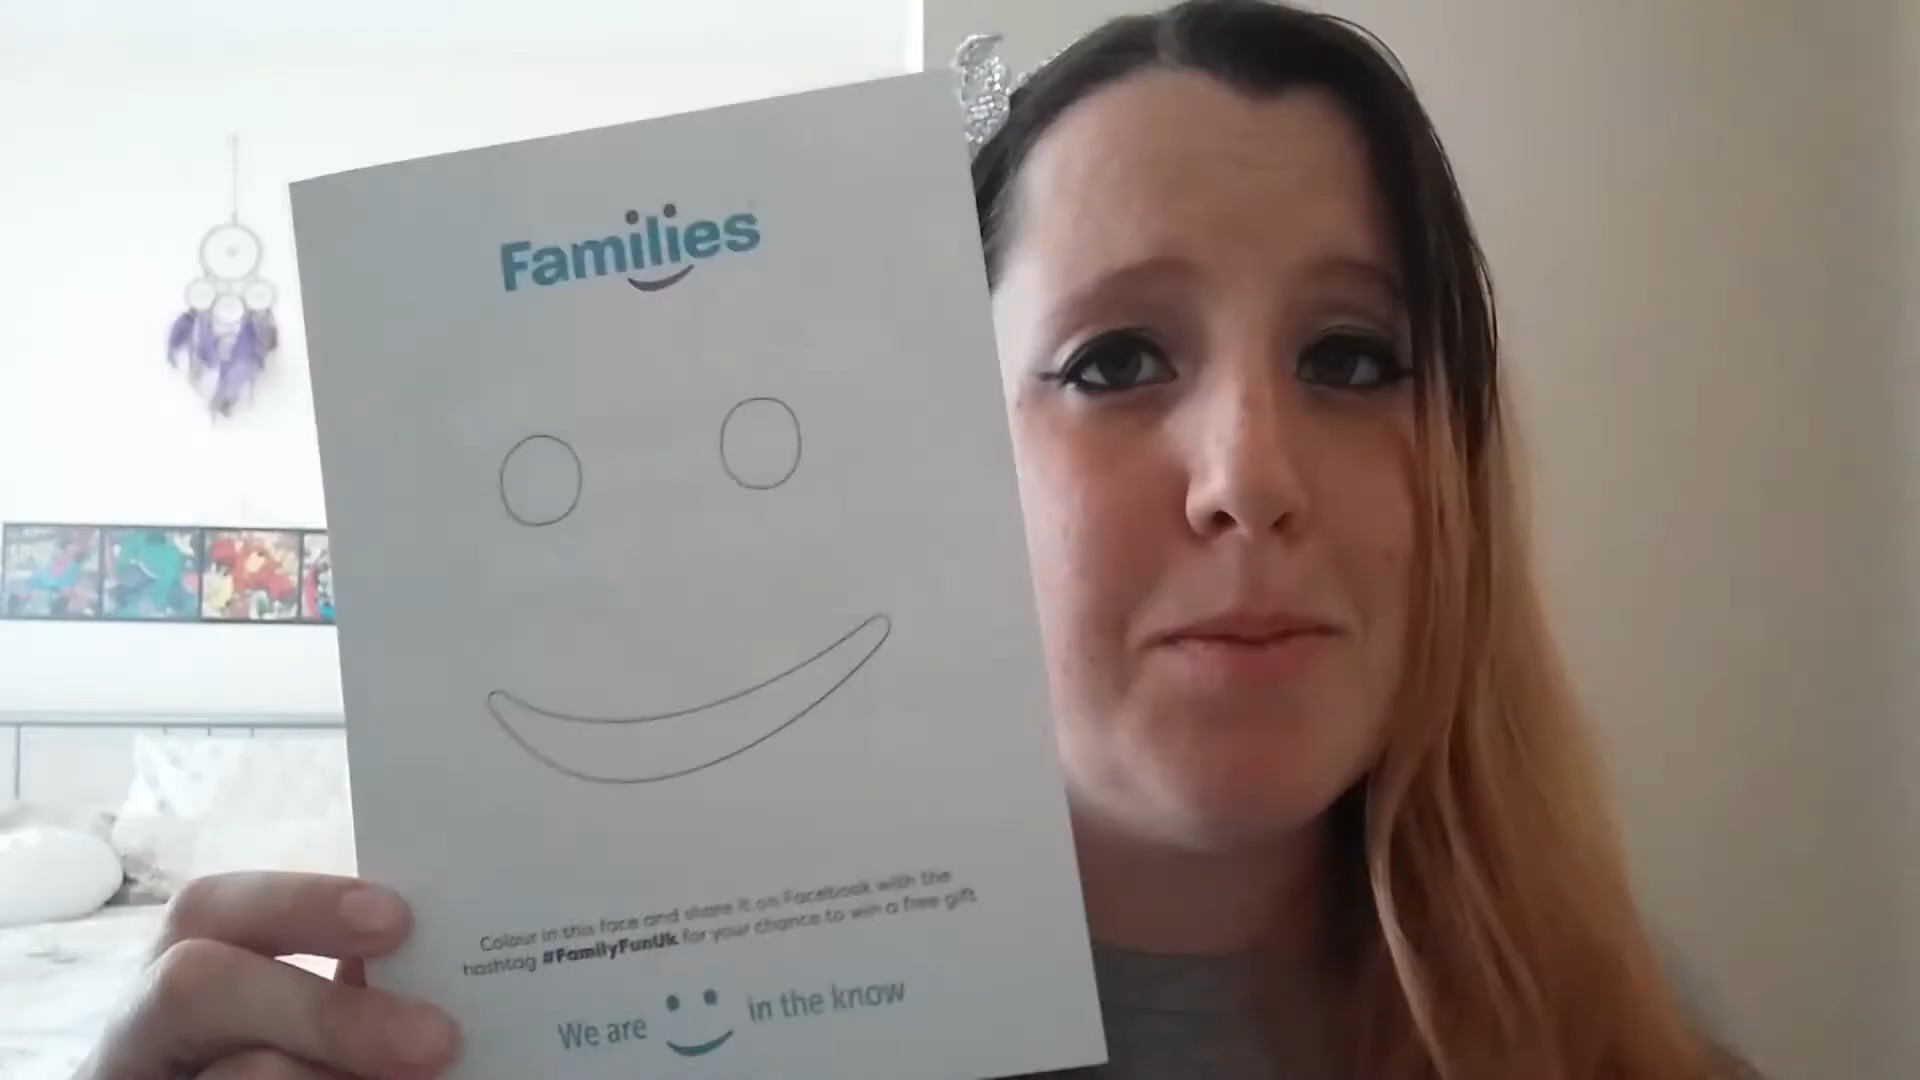 Families
Colour in this face and share it on Facebook with the
hashtag #FamilyFunUk for your chance to win a free gift
We are in the know